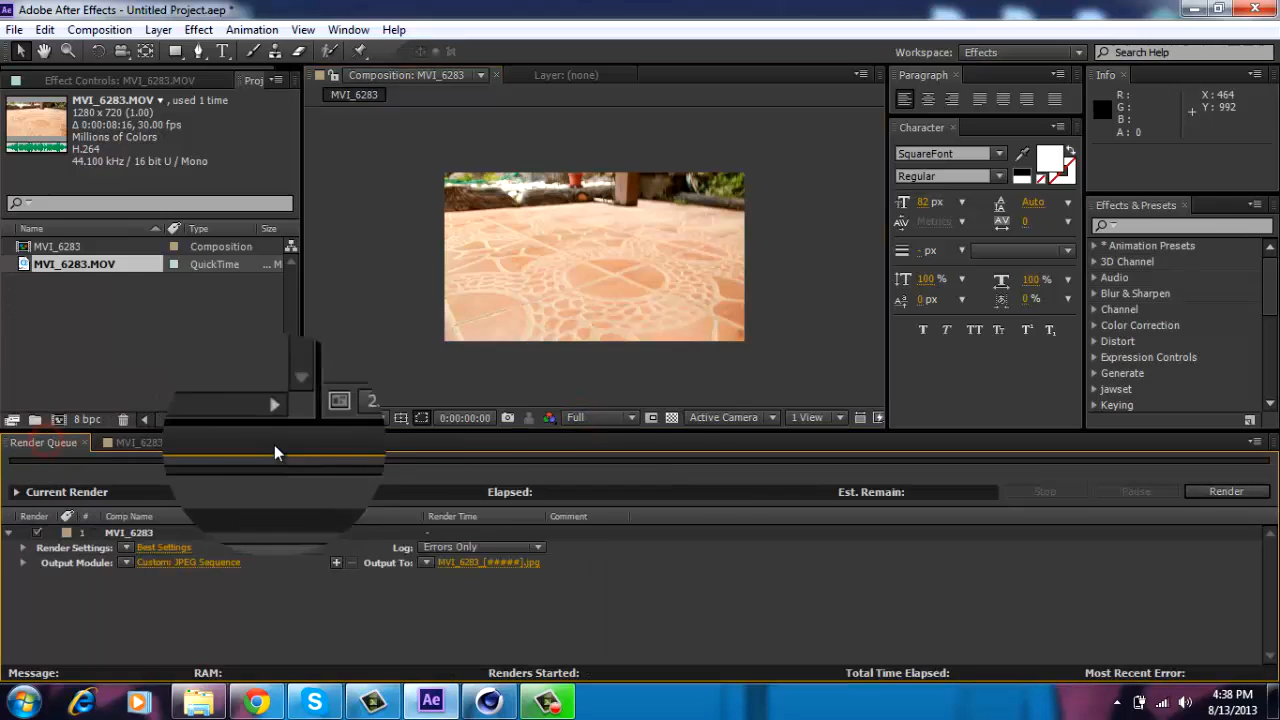 Adobe After Effects - Untitled Project.aep *
File Edit Composition Layer Effect Animation View Window Help
Workspace: Effects Search Help
Effect Controls: MVI_6283.MOV Proj
Composition: MVI_6283 Layer: (none)
Paragraph
Info
MVI_6283.MOV , used 1 time
1280 x 720 (1.00)
Δ 0:00:08:16, 30.00 fps
Millions of Colors
H.264
44.100 kHz / 16 bit U / Mono
MVI_6283
R :
G :
B :
A : 0
X : 464
Y : 992
Character
SquareFont
Regular
82 px Auto
Metrics 0
- px
100 % 100 %
0 px 0 %
T T TT Tт T¹ T₁
Effects & Presets
* Animation Presets
3D Channel
Audio
Blur & Sharpen
Channel
Color Correction
Distort
Expression Controls
Generate
jawset
Keying
Name Type Size
MVI_6283 Composition
MVI_6283.MOV QuickTime ... M
8 bpc
2
0:00:00:00 Full Active Camera 1 View
Render Queue MVI_6283
Current Render Elapsed: Est. Remain: Stop Pause Render
Render # Comp Name Render Time Comment
1 MVI_6283 -
Render Settings: Best Settings Log: Errors Only
Output Module: Custom: JPEG Sequence Output To: MVI_6283_[#####].jpg
Message: RAM: Renders Started: Total Time Elapsed: Most Recent Error:
Ae
4:38 PM
8/13/2013